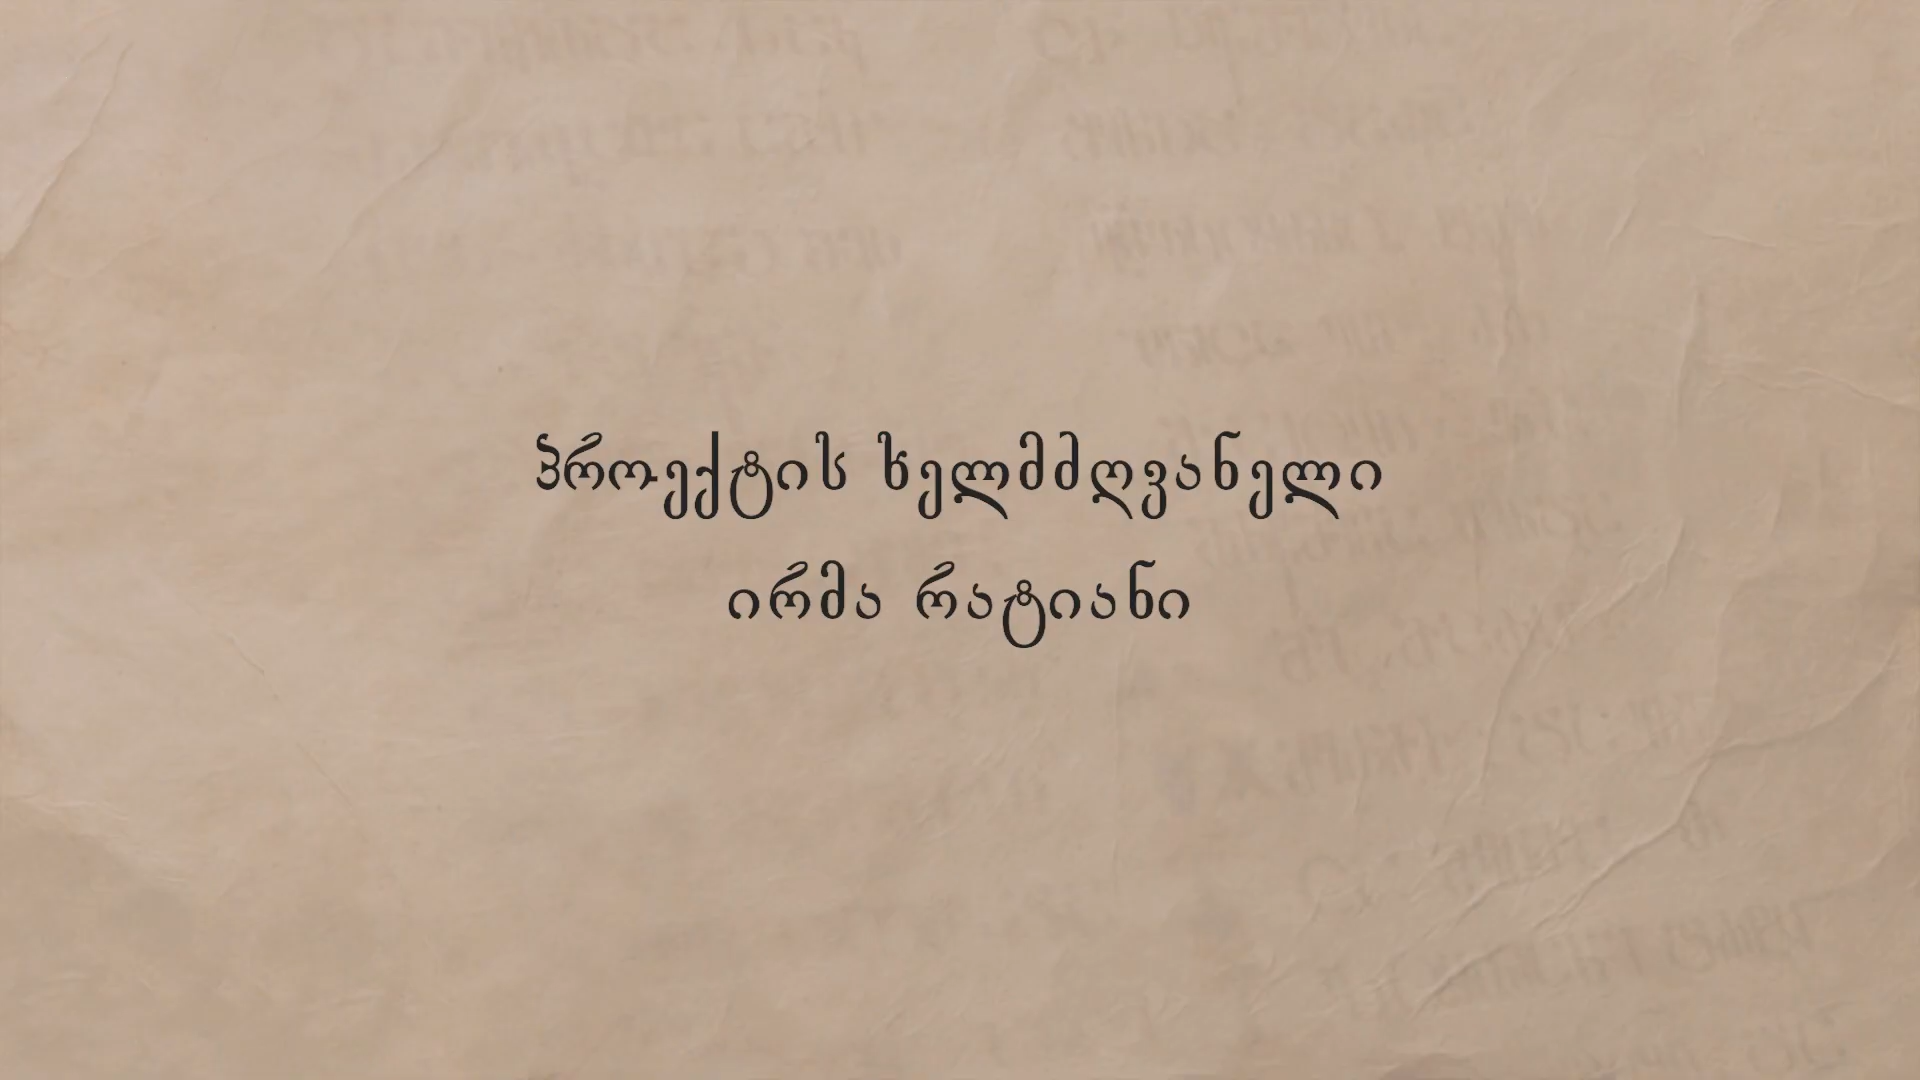 პროექტის ხელმძღვანელი
ირმა რატიანი